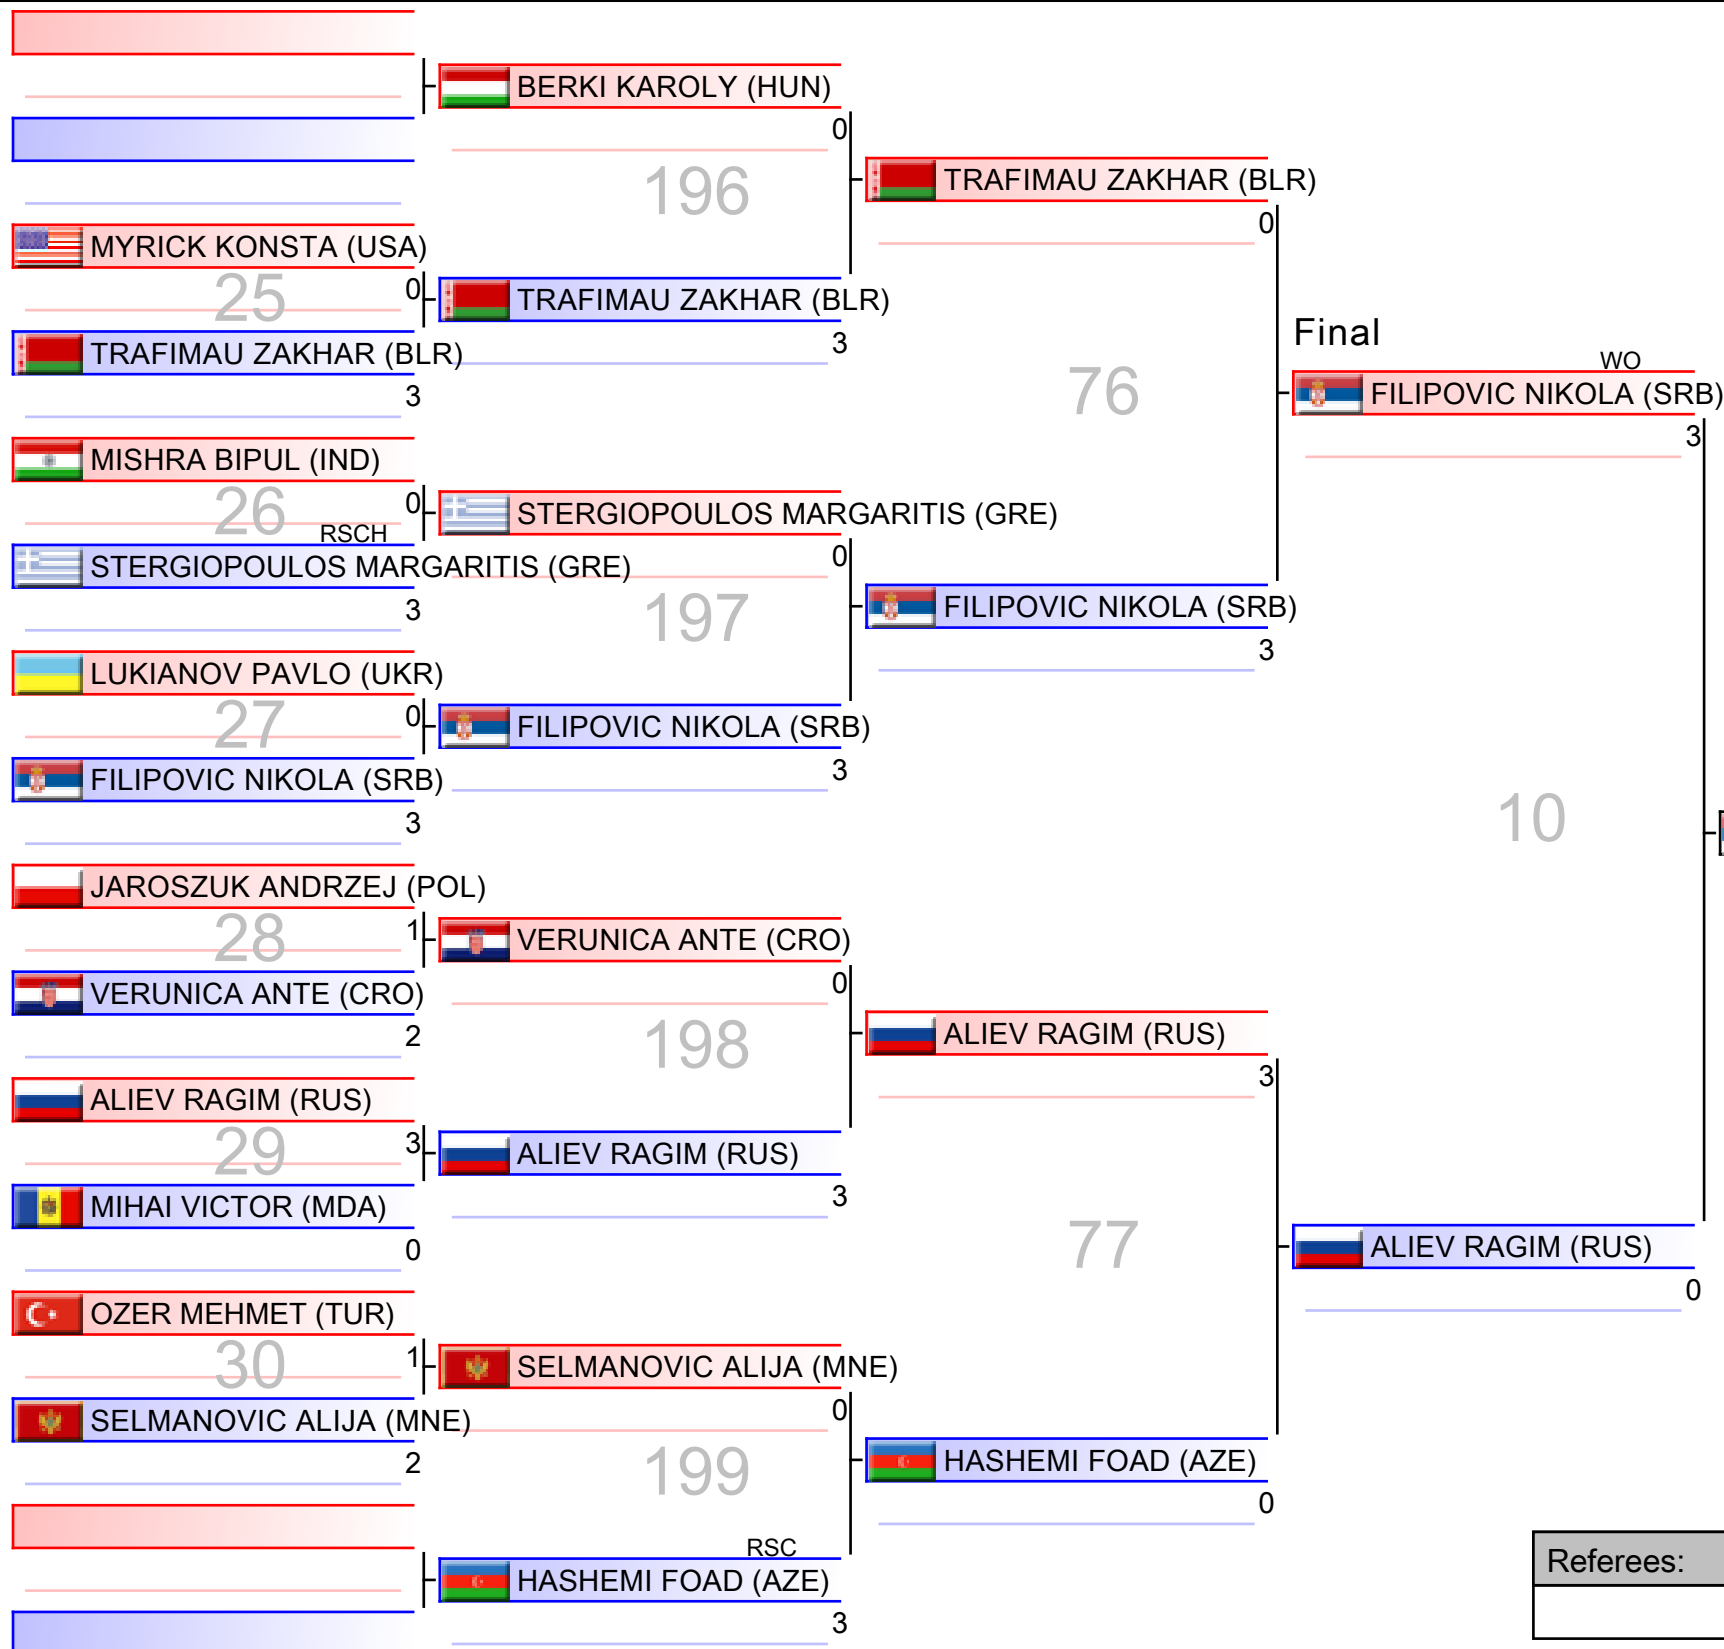 BERKI KAROLY (HUN)
0
196
TRAFIMAU ZAKHAR (BLR)
0
MYRICK KONSTA (USA)
25
0
TRAFIMAU ZAKHAR (BLR)
3
TRAFIMAU ZAKHAR (BLR)
3
76
Final
WO
FILIPOVIC NIKOLA (SRB)
3
MISHRA BIPUL (IND)
26
0
RSCH
STERGIOPOULOS MARGARITIS (GRE)
0
STERGIOPOULOS MARGARITIS (GRE)
3
197
FILIPOVIC NIKOLA (SRB)
3
LUKIANOV PAVLO (UKR)
27
0
FILIPOVIC NIKOLA (SRB)
3
FILIPOVIC NIKOLA (SRB)
3
10
JAROSZUK ANDRZEJ (POL)
28
1
VERUNICA ANTE (CRO)
0
VERUNICA ANTE (CRO)
2
198
ALIEV RAGIM (RUS)
3
ALIEV RAGIM (RUS)
29
3
ALIEV RAGIM (RUS)
3
MIHAI VICTOR (MDA)
0
77
ALIEV RAGIM (RUS)
0
OZER MEHMET (TUR)
30
1
SELMANOVIC ALIJA (MNE)
0
SELMANOVIC ALIJA (MNE)
2
199
HASHEMI FOAD (AZE)
0
RSC
HASHEMI FOAD (AZE)
3
Referees: